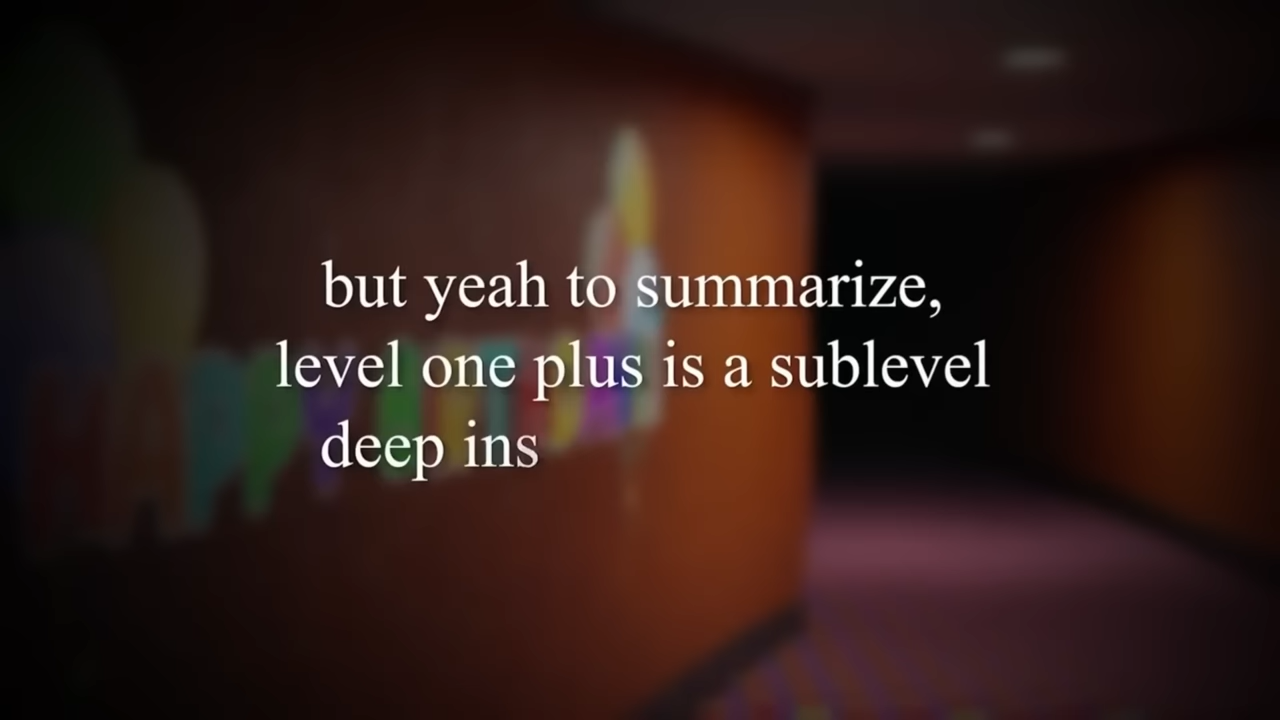 but yeah to summarize,
level one plus is a sublevel
deep ins